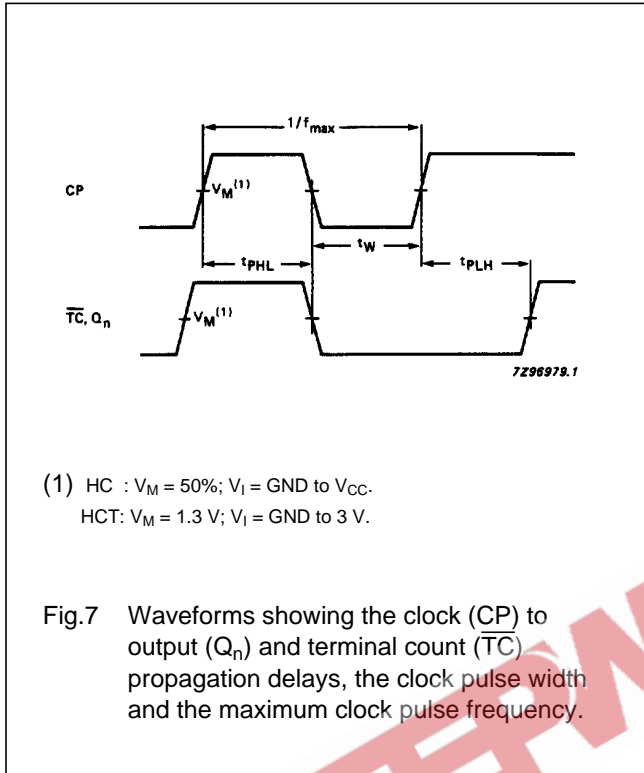 1/fmax
CP
VM(1)
tW
tPHL
tPLH
TC, Qn
VM(1)
7Z96979.1
(1) HC : VM = 50%; VI = GND to VCC.
HCT: VM = 1.3 V; VI = GND to 3 V.
Fig.7 Waveforms showing the clock (CP) to
output (Qn) and terminal count (TC)
propagation delays, the clock pulse width
and the maximum clock pulse frequency.